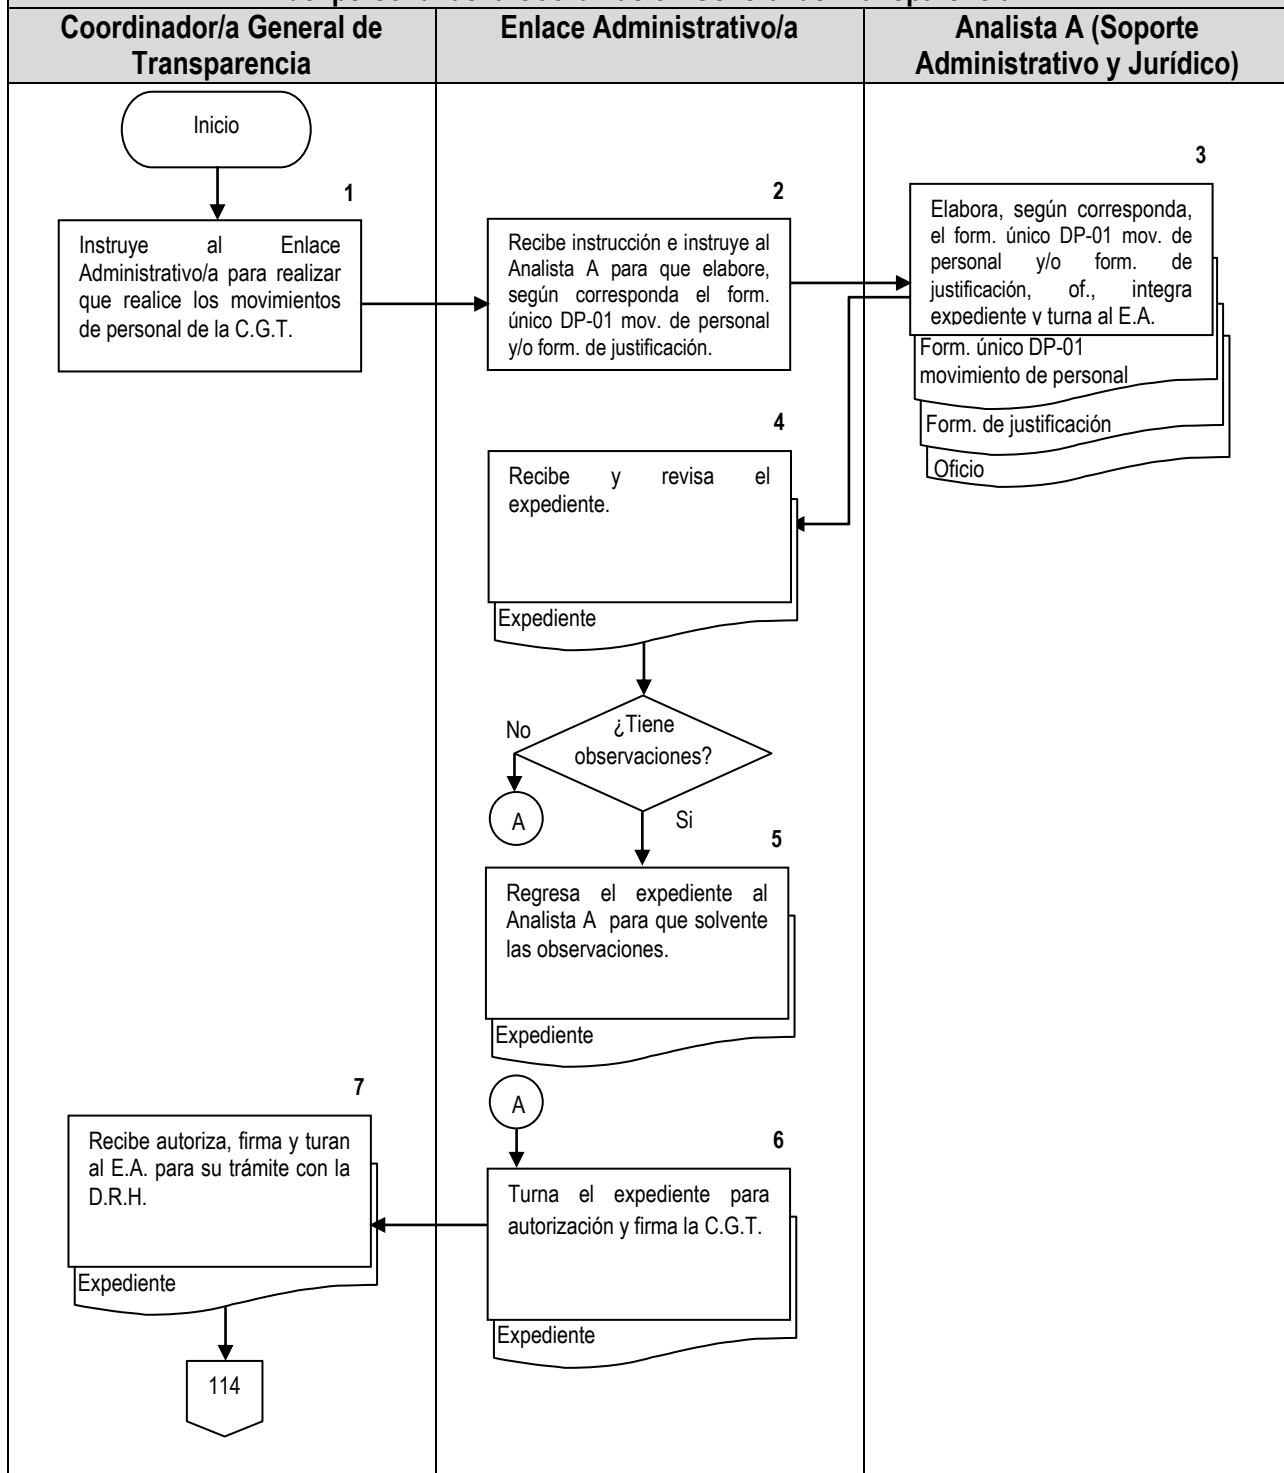 Coordinador/a General de
Transparencia
Enlace Administrativo/a
Analista A (Soporte
Administrativo y Jurídico)
Inicio
1
Instruye al Enlace
Administrativo/a para realizar
que realice los movimientos
de personal de la C.G.T.
2
Recibe instrucción e instruye al
Analista A para que elabore,
según corresponda el form.
único DP-01 mov. de personal
y/o form. de justificación.
3
Elabora, según corresponda,
el form. único DP-01 mov. de
personal y/o form. de
justificación, of., integra
expediente y turna al E.A.
Form. único DP-01
movimiento de personal
Form. de justificación
Oficio
4
Recibe y revisa el
expediente.
Expediente
¿Tiene
observaciones?
No
A
Si
5
Regresa el expediente al
Analista A para que solvente
las observaciones.
Expediente
A
6
Turna el expediente para
autorización y firma la C.G.T.
Expediente
7
Recibe autoriza, firma y turan
al E.A. para su trámite con la
D.R.H.
Expediente
114